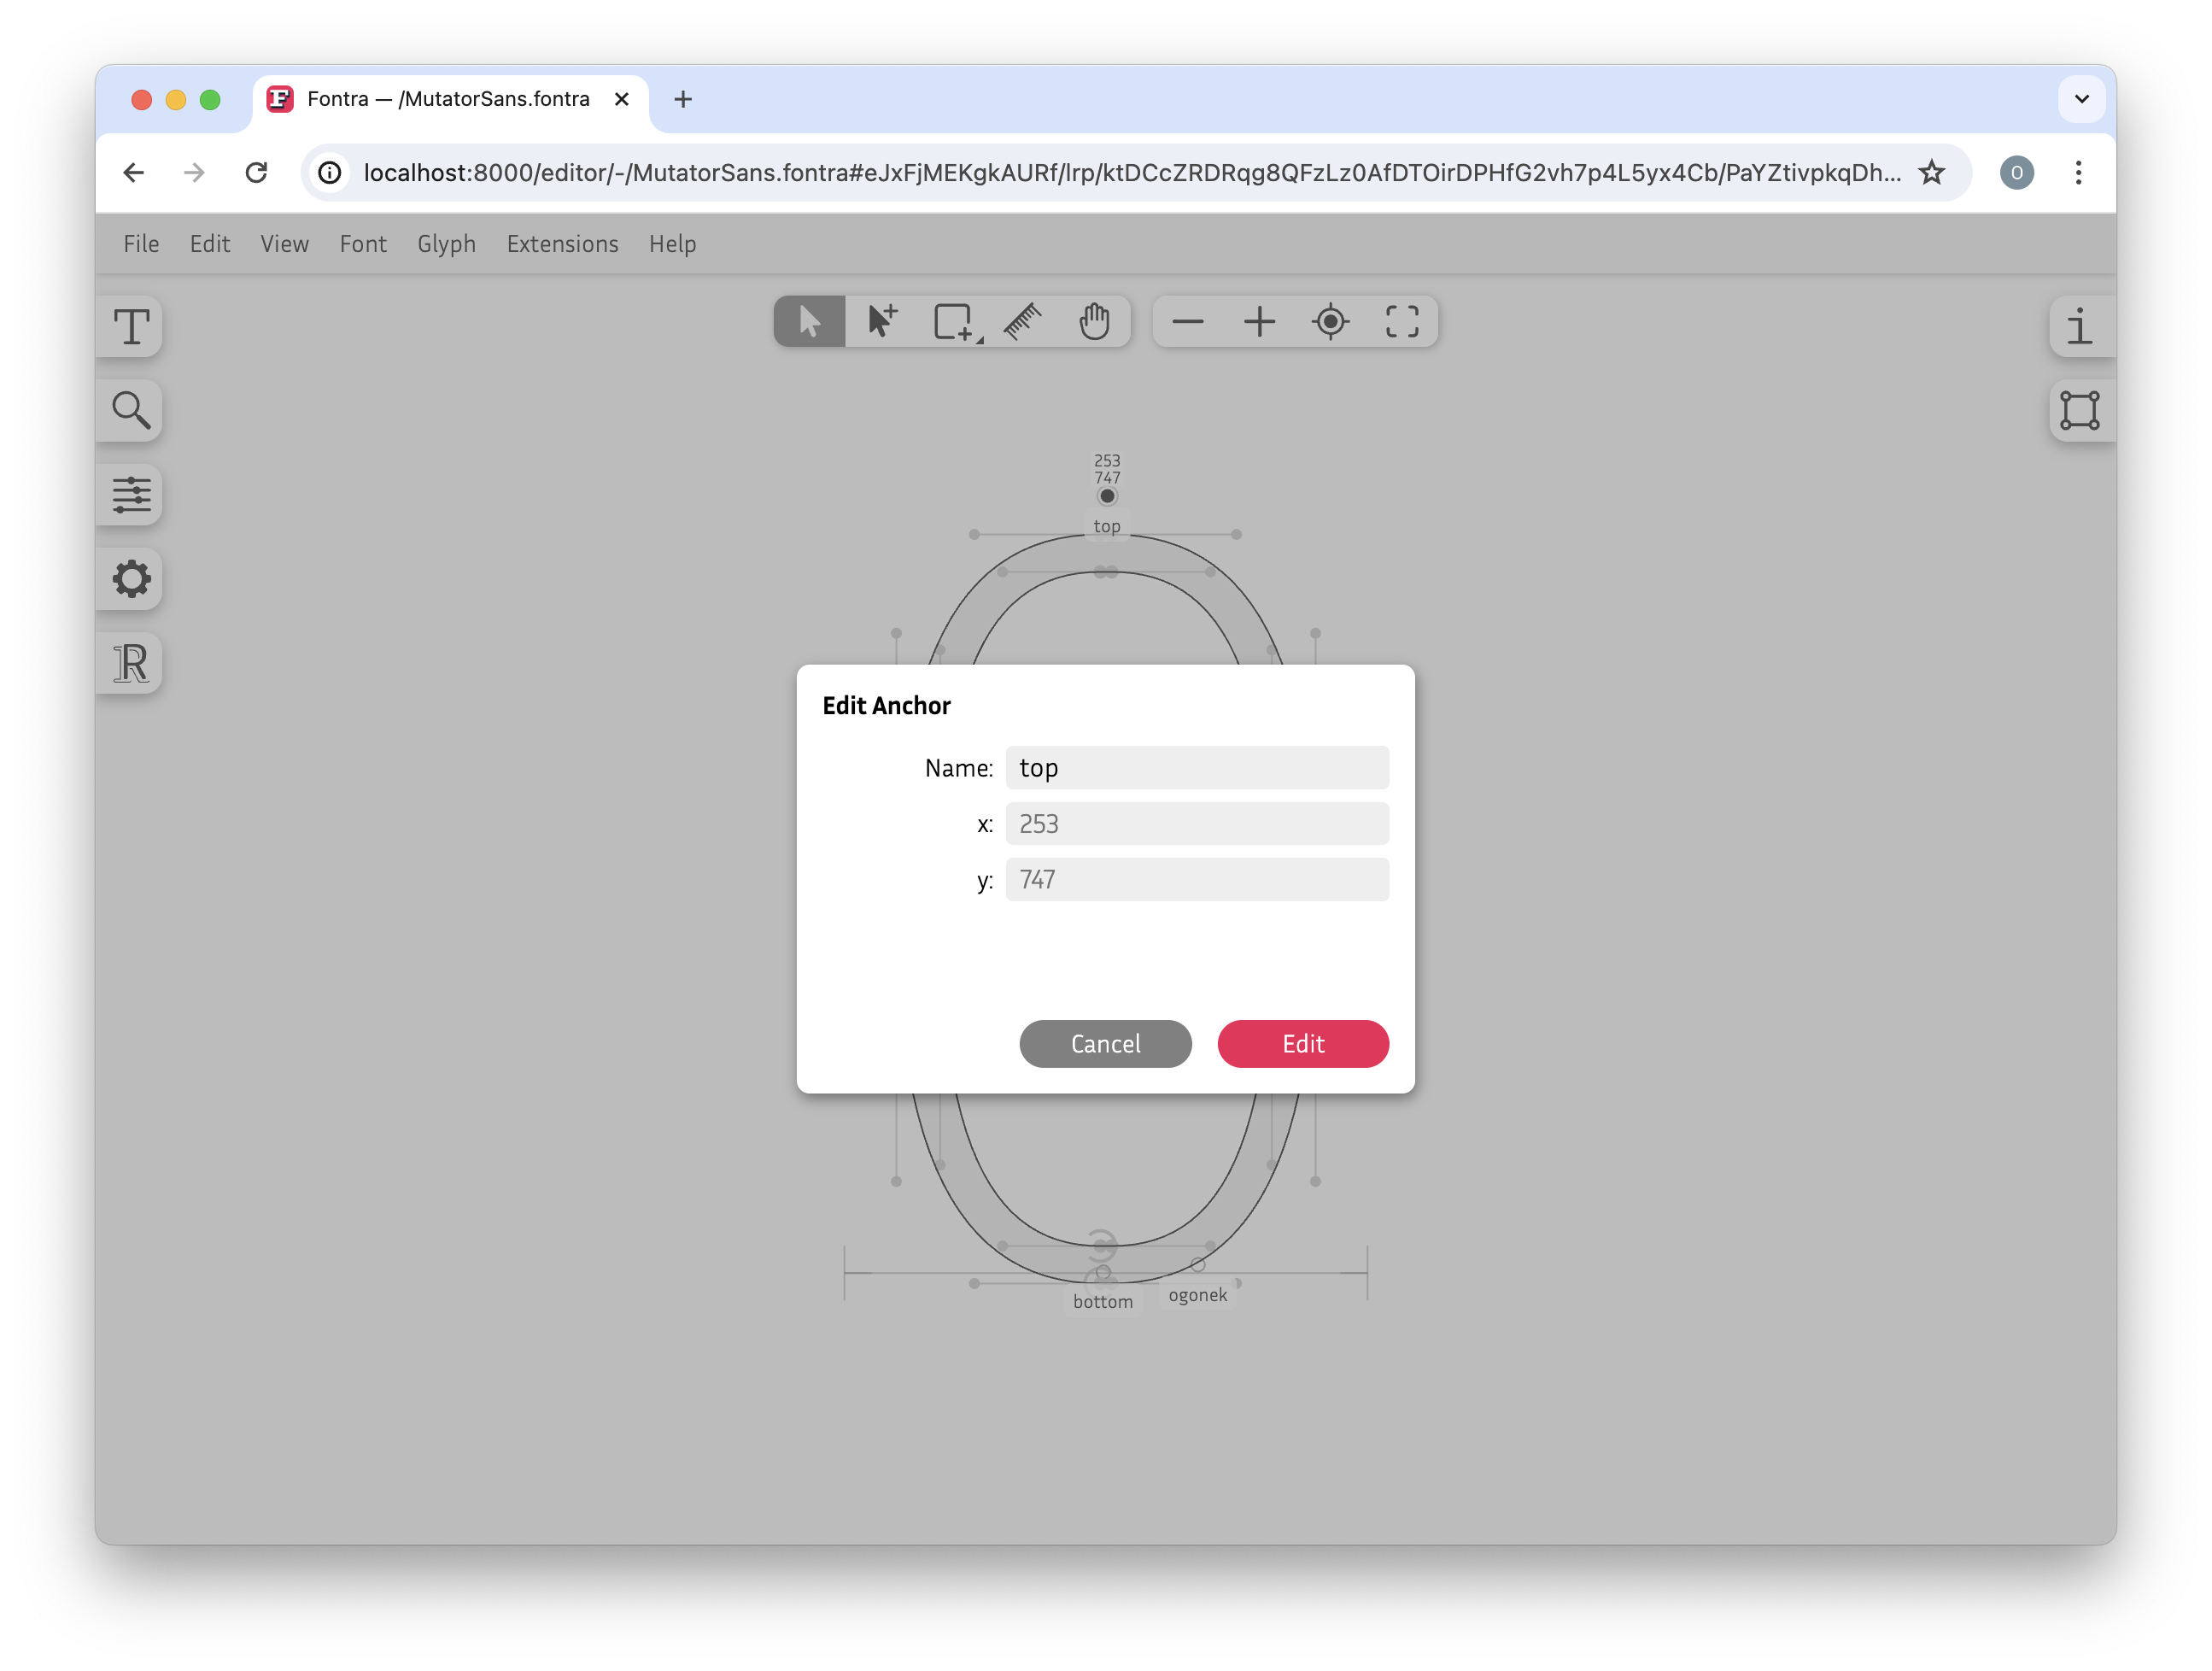 Fontra — /MutatorSans.fontra
localhost:8000/editor/-/MutatorSans.fontra#eJxFjMEKgkAURf/lrp/ktDCcZRDRqg8QFzLz0AfDTOirDPHfG2vh7p4L5yx4Cb/PaYZtivpkqDh...
O
File Edit View Font Glyph Extensions Help
T
i
R
253
747
top
Edit Anchor
Name: top
x: 253
y: 747
Cancel Edit
bottom
ogonek